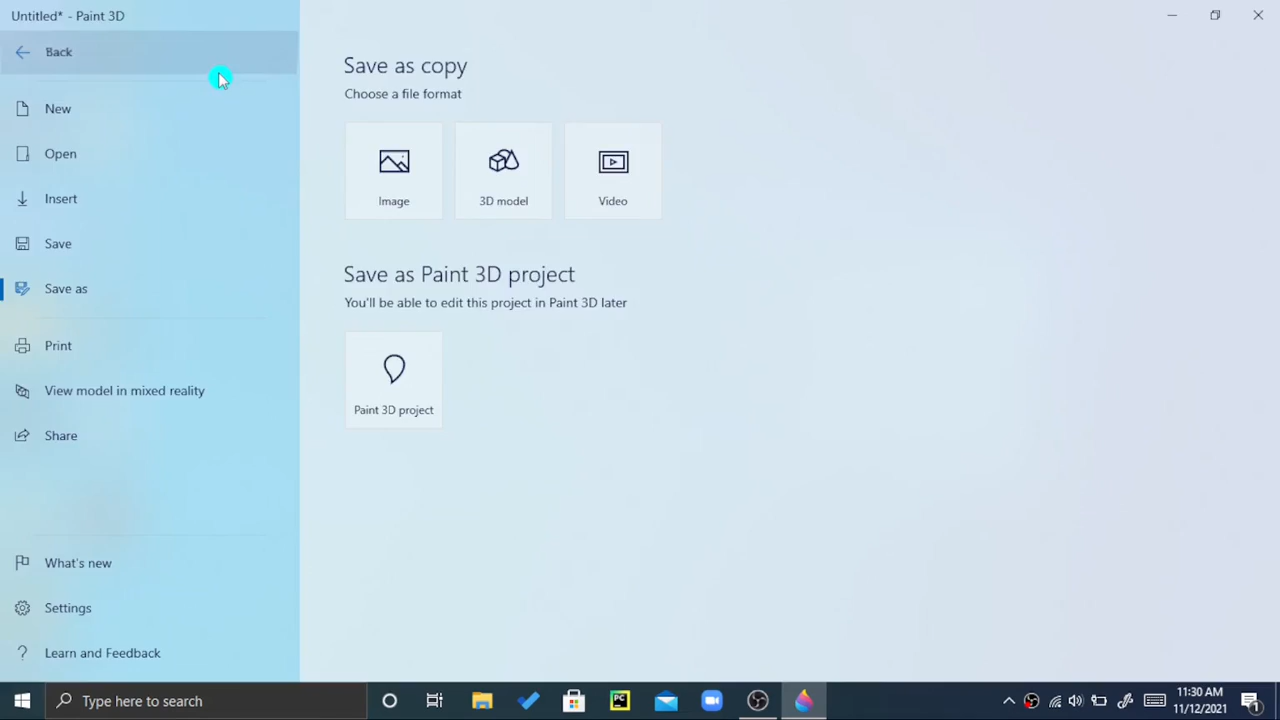 Untitled* - Paint 3D
Back
New
Open
Insert
Save
Save as
Print
View model in mixed reality
Share
What's new
Settings
Learn and Feedback
Save as copy
Choose a file format
Image
3D model
Video
Save as Paint 3D project
You'll be able to edit this project in Paint 3D later
Paint 3D project
Type here to search
PC
11:30 AM
11/12/2021
1